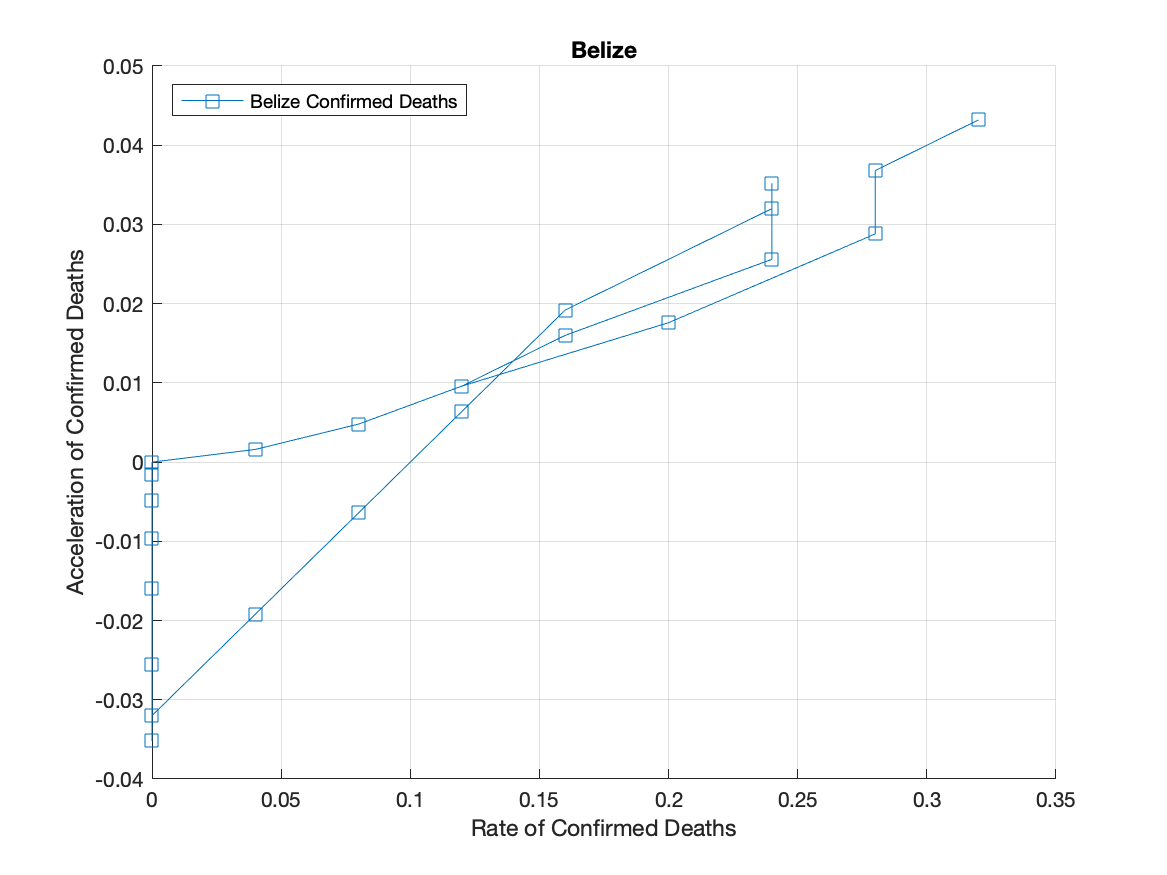 Belize
Belize Confirmed Deaths
Acceleration of Confirmed Deaths
0.05
0.04
0.03
0.02
0.01
0
-0.01
-0.02
-0.03
-0.04
0 0.05 0.1 0.15 0.2 0.25 0.3 0.35
Rate of Confirmed Deaths